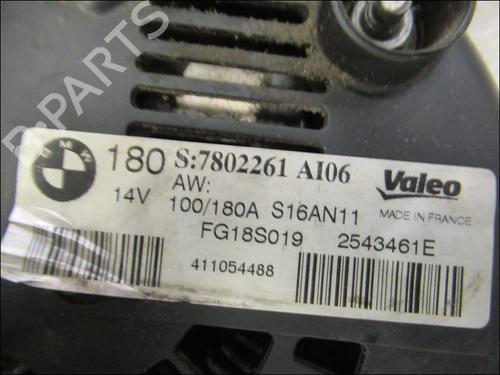 B-PARTS
BMW
180 S:7802261 AI06
AW:
14V 100/180A S16AN11
FG18S019 2543461E
411054488
Valeo
MADE IN FRANCE